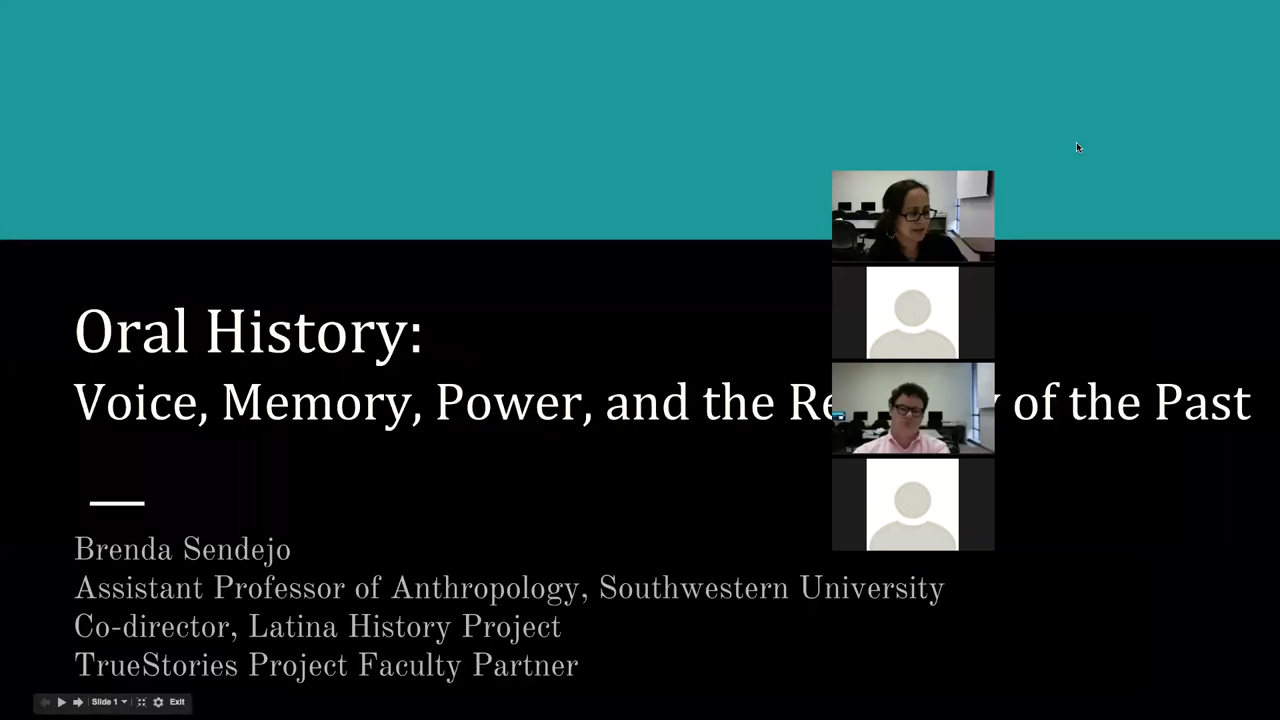 Oral History:
Voice, Memory, Power, and the Re of the Past
Brenda Sendejo
Assistant Professor of Anthropology, Southwestern University
Co-director, Latina History Project
TrueStories Project Faculty Partner
Slide 1 Exit